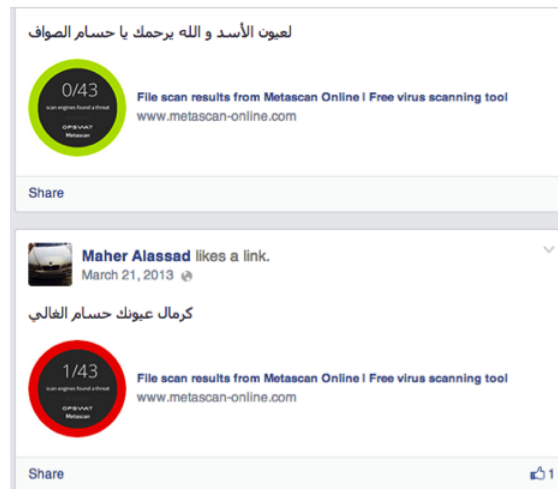 لعيون الأسد و الله يرحمك يا حسام الصواف
0/43
scan engines found a threat
OPSWAT
Metascan
File scan results from Metascan Online | Free virus scanning tool
www.metascan-online.com
Share
Maher Alassad likes a link.
March 21, 2013
كرمال عيونك حسام الغالي
1/43
scan engines found a threat
OPSWAT
Metascan
File scan results from Metascan Online | Free virus scanning tool
www.metascan-online.com
Share
1